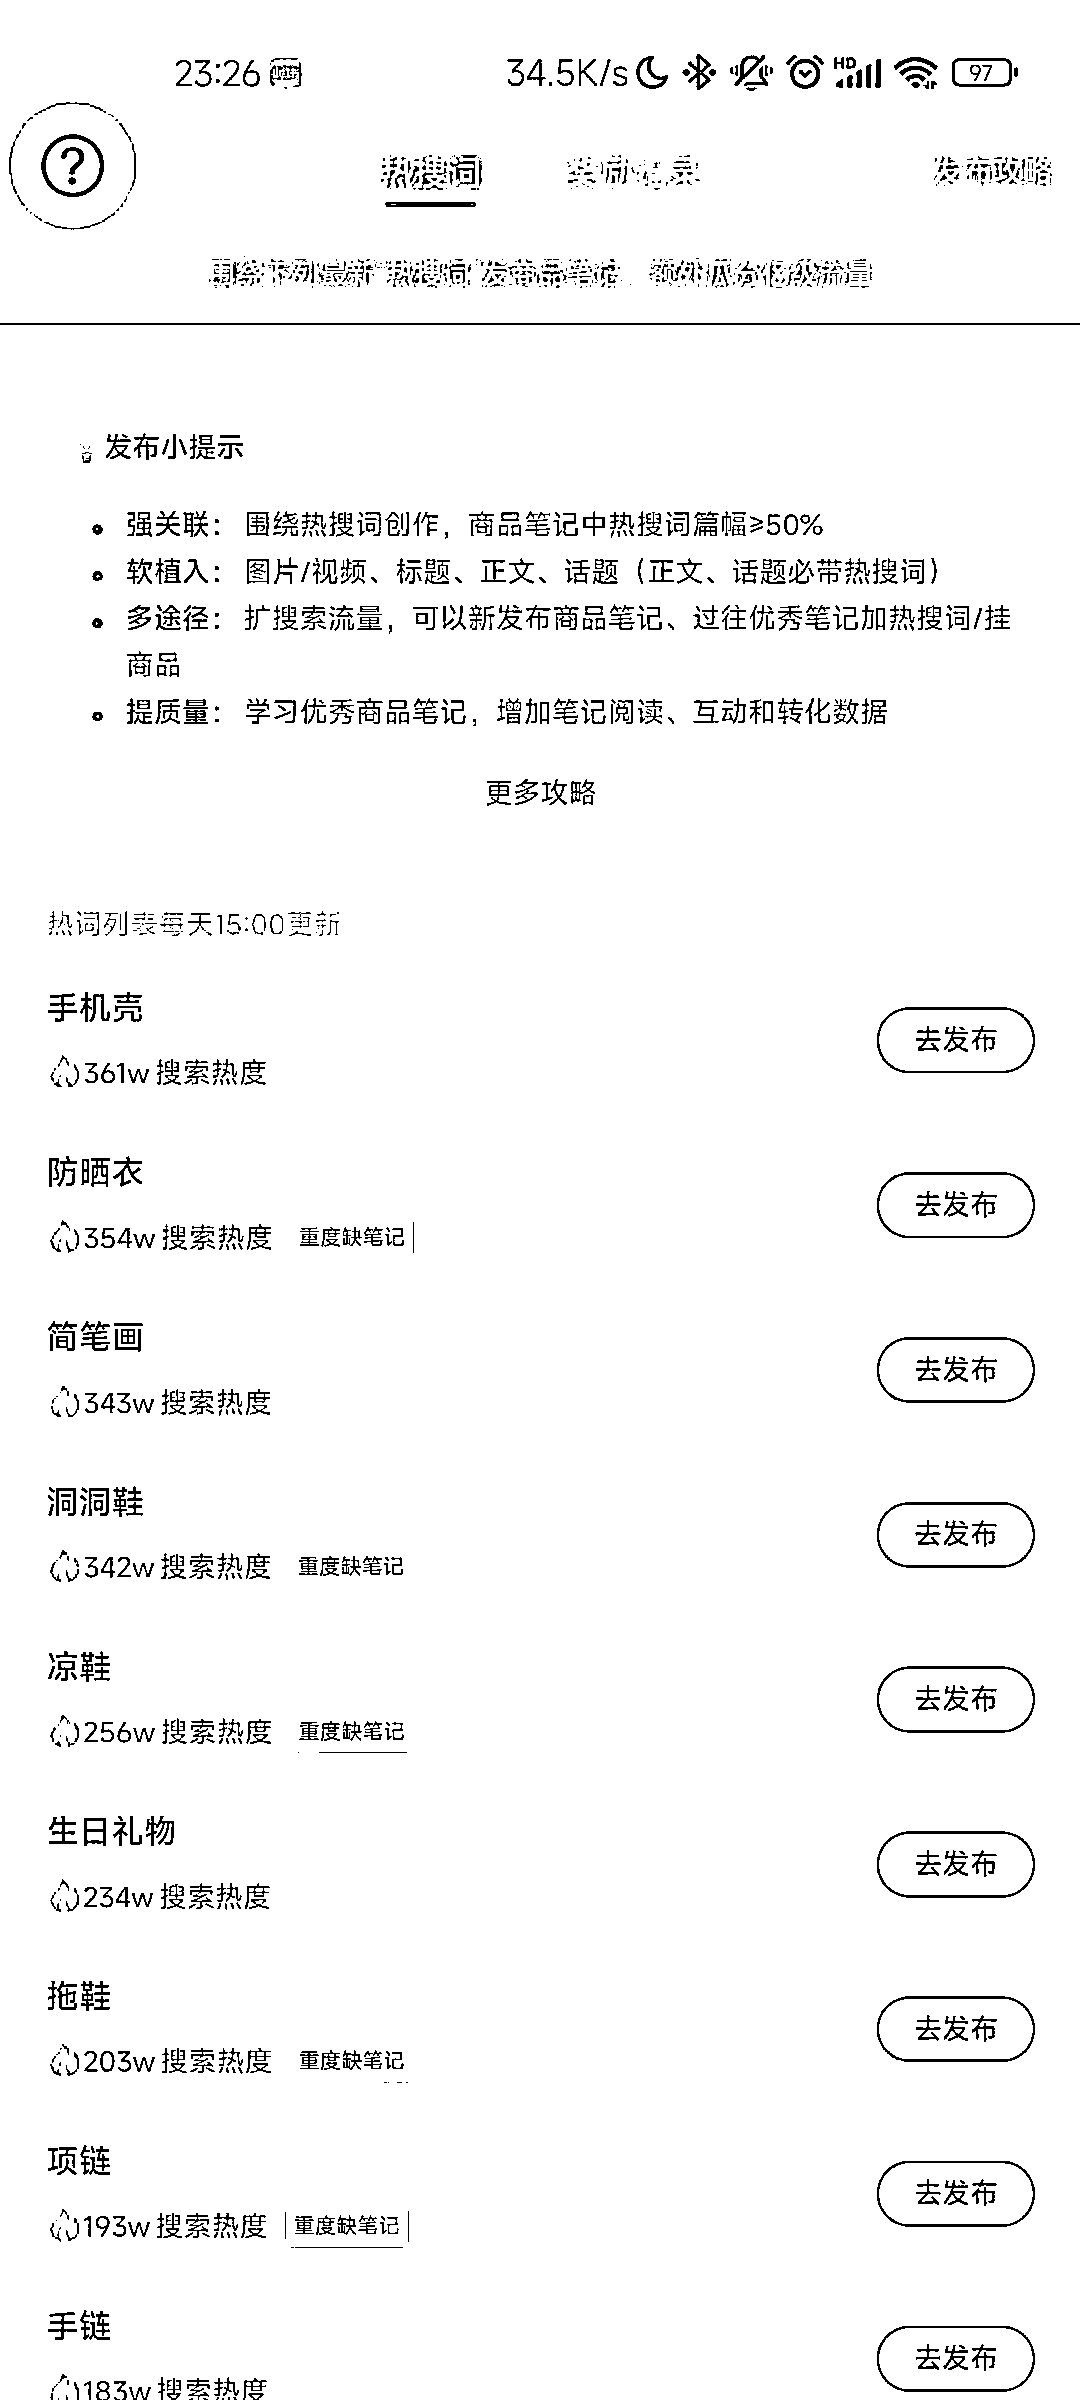 23:26
34.5K/s
HD
97
热搜词
奖励记录
发布攻略
围绕下列最新“热搜词”发商品笔记，额外瓜分亿级流量
发布小提示
强关联：围绕热搜词创作，商品笔记中热搜词篇幅≥50%
软植入：图片/视频、标题、正文、话题（正文、话题必带热搜词）
多途径：扩搜索流量，可以新发布商品笔记、过往优秀笔记加热搜词/挂
商品
提质量：学习优秀商品笔记，增加笔记阅读、互动和转化数据
更多攻略
热词列表每天15:00更新
手机壳
361w 搜索热度
去发布
防晒衣
354w 搜索热度 重度缺笔记
去发布
简笔画
343w 搜索热度
去发布
洞洞鞋
342w 搜索热度 重度缺笔记
去发布
凉鞋
256w 搜索热度 重度缺笔记
去发布
生日礼物
234w 搜索热度
去发布
拖鞋
203w 搜索热度 重度缺笔记
去发布
项链
193w 搜索热度 重度缺笔记
去发布
手链
183w 搜索热度
去发布